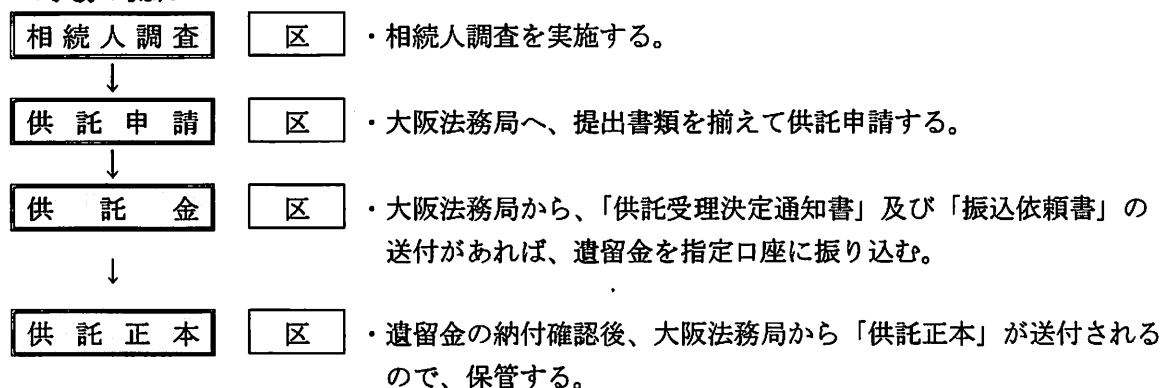 相続人調査 区 ・相続人調査を実施する。
↓
供託申請 区 ・大阪法務局へ、提出書類を揃えて供託申請する。
↓
供託金 区 ・大阪法務局から、「供託受理決定通知書」及び「振込依頼書」の
送付があれば、遺留金を指定口座に振り込む。
↓
供託正本 区 ・遺留金の納付確認後、大阪法務局から「供託正本」が送付される
ので、保管する。